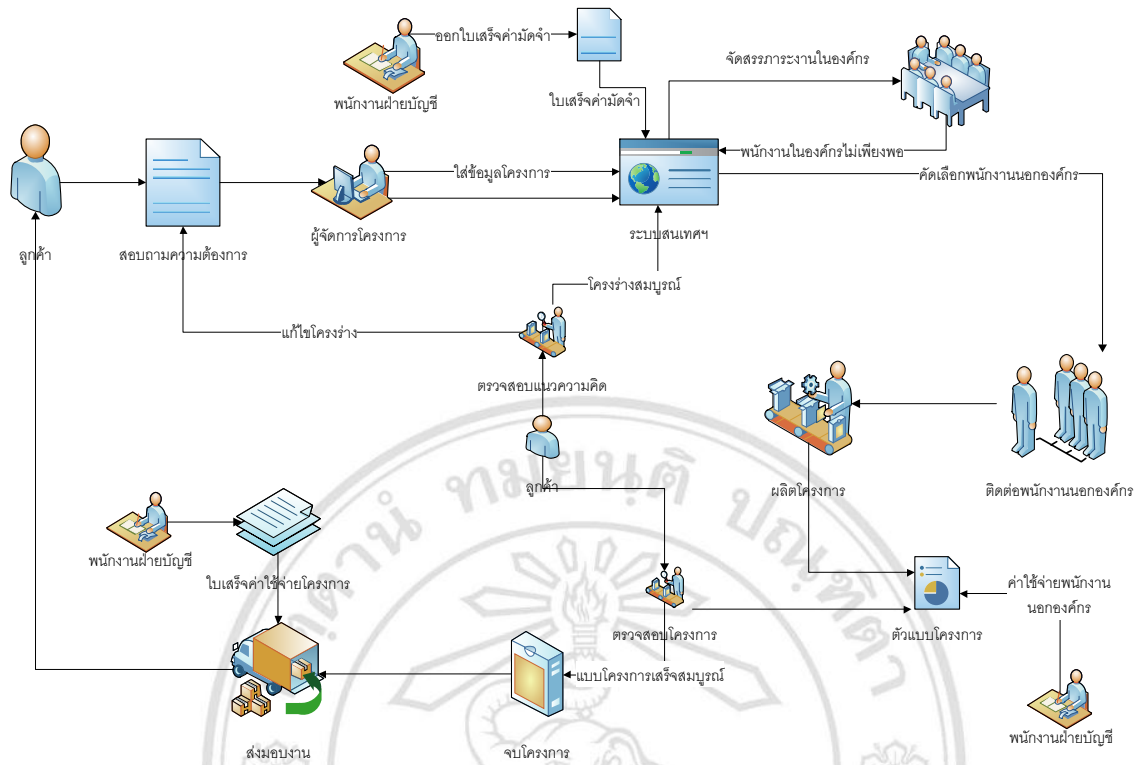 ออกใบเสร็จค่ามัดจำ
จัดสรรภาระงานในองค์กร
พนักงานฝ่ายบัญชี
ใบเสร็จค่ามัดจำ
พนักงานในองค์กรไม่เพียงพอ
ใส่ข้อมูลโครงการ
คัดเลือกพนักงานนอกองค์กร
ผู้จัดการโครงการ
ระบบสนเทศฯ
ลูกค้า
สอบถามความต้องการ
โครงร่างสมบูรณ์
แก้ไขโครงร่าง
ตรวจสอบแนวความคิด
ลูกค้า
ผลิตโครงการ
ติดต่อพนักงานนอกองค์กร
พนักงานฝ่ายบัญชี
ใบเสร็จค่าใช้จ่ายโครงการ
ค่าใช้จ่ายพนักงาน
นอกองค์กร
ตรวจสอบโครงการ
ตัวแบบโครงการ
แบบโครงการเสร็จสมบูรณ์
ส่งมอบงาน
จบโครงการ
พนักงานฝ่ายบัญชี